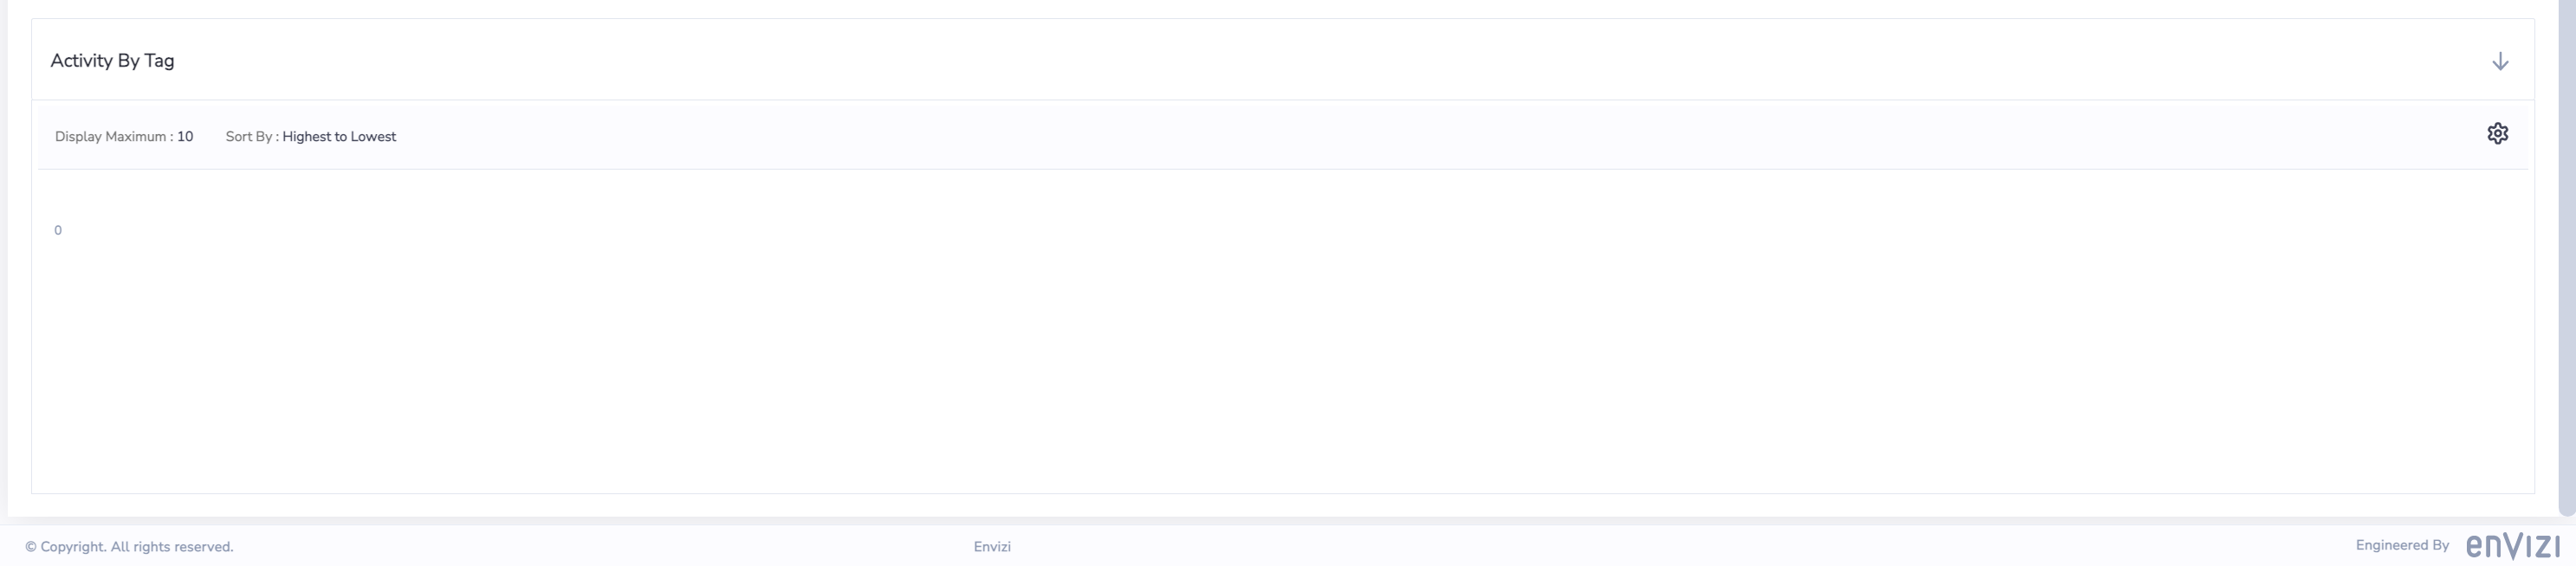 Activity By Tag
Display Maximum : 10 Sort By : Highest to Lowest
0
© Copyright. All rights reserved. Envizi Engineered By enVizi